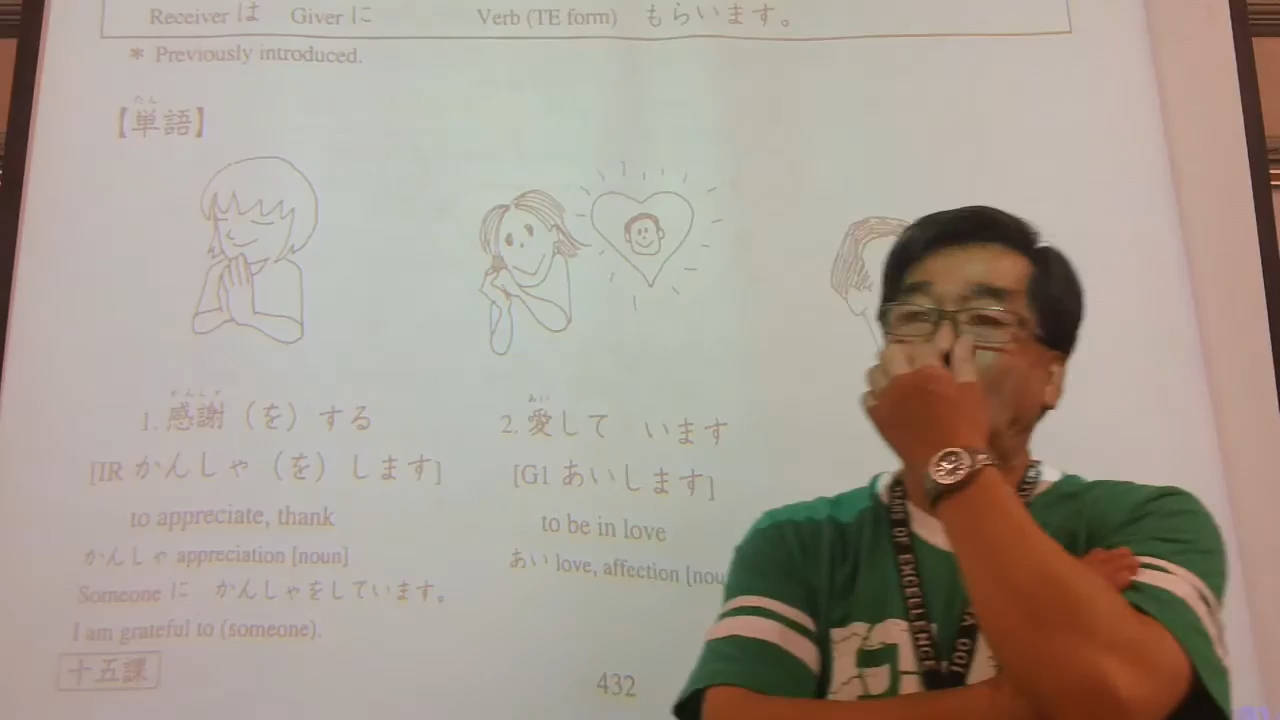 Receiver は Giver に Verb (TE form) もらいます。
* Previously introduced.
たん
【単語】
かんしゃ
1. 感謝（を）する
[IR かんしゃ（を）します]
to appreciate, thank
かんしゃ appreciation [noun]
Someone に かんしゃをしています。
I am grateful to (someone).
あい
2. 愛して います
[G1 あいします]
to be in love
あい love, affection [nou
十五課
432
OF EXCELLENCE